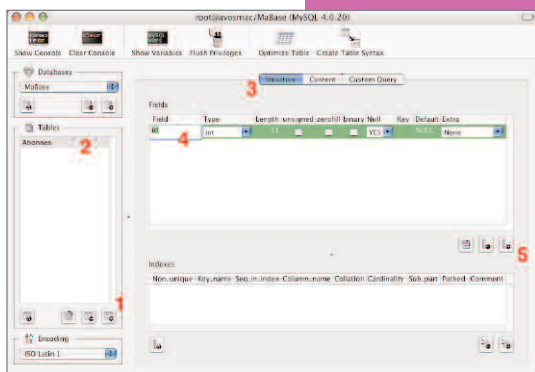 root@avosmac/MaBase (MySQL 4.0.20)
Show Console Clear Console Show Variables Flush Privileges Optimize Table Create Table Syntax
Databases
MaBase
Structure Content Custom Query
3
Fields
Field Type Length unsigned zerofill binary Null Key Default Extra
id int 11 YES NULL None
4
Tables
2
Abonnes
5
Indexes
Non_unique Key_name Seq_in_index Column_name Collation Cardinality Sub_part Packed Comment
1
Encoding
ISO Latin 1